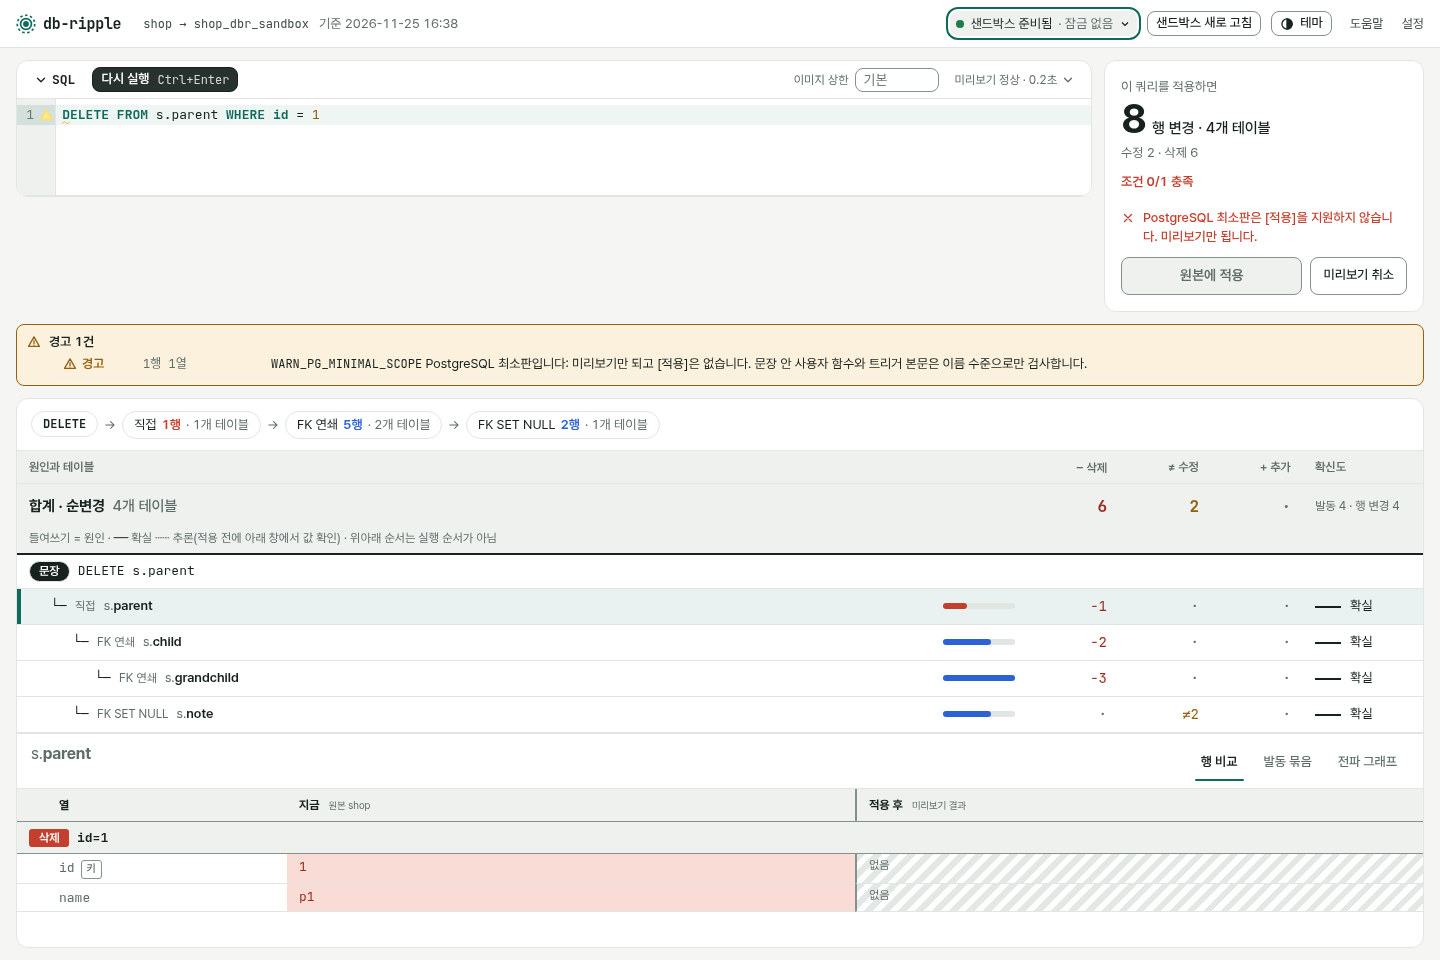 db-ripple shop → shop_dbr_sandbox 기준 2026-11-25 16:38 샌드박스 준비됨 · 잠금 없음 샌드박스 새로 고침 테마 도움말 설정
SQL 다시 실행 Ctrl+Enter 이미지 상한 기본 미리보기 정상 · 0.2초
1 DELETE FROM s.parent WHERE id = 1
이 쿼리를 적용하면
8 행 변경 · 4개 테이블
수정 2 · 삭제 6
조건 0/1 충족
PostgreSQL 최소판은 [적용]을 지원하지 않습니
다. 미리보기만 됩니다.
원본에 적용 미리보기 취소
경고 1건
경고 1행 1열 WARN_PG_MINIMAL_SCOPE PostgreSQL 최소판입니다: 미리보기만 되고 [적용]은 없습니다. 문장 안 사용자 함수와 트리거 본문은 이름 수준으로만 검사합니다.
DELETE → 직접 1행 · 1개 테이블 → FK 연쇄 5행 · 2개 테이블 → FK SET NULL 2행 · 1개 테이블
원인과 테이블 − 삭제 ≠ 수정 + 추가 확신도
합계 · 순변경 4개 테이블 6 2 · 발동 4 · 행 변경 4
들여쓰기 = 원인 · ── 확실 ┈┈ 추론(적용 전에 아래 창에서 값 확인) · 위아래 순서는 실행 순서가 아님
문장 DELETE s.parent
└─ 직접 s.parent -1 · · 확실
└─ FK 연쇄 s.child -2 · · 확실
└─ FK 연쇄 s.grandchild -3 · · 확실
└─ FK SET NULL s.note · ≠2 · 확실
s.parent 행 비교 발동 묶음 전파 그래프
열 지금 원본 shop 적용 후 미리보기 결과
삭제 id=1
id 키 1 없음
name p1 없음